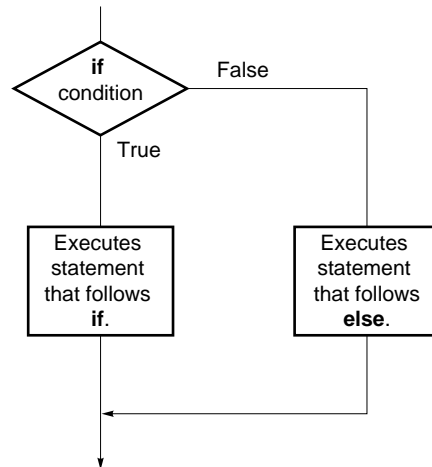 if
condition
False
True
Executes
statement
that follows
if.
Executes
statement
that follows
else.